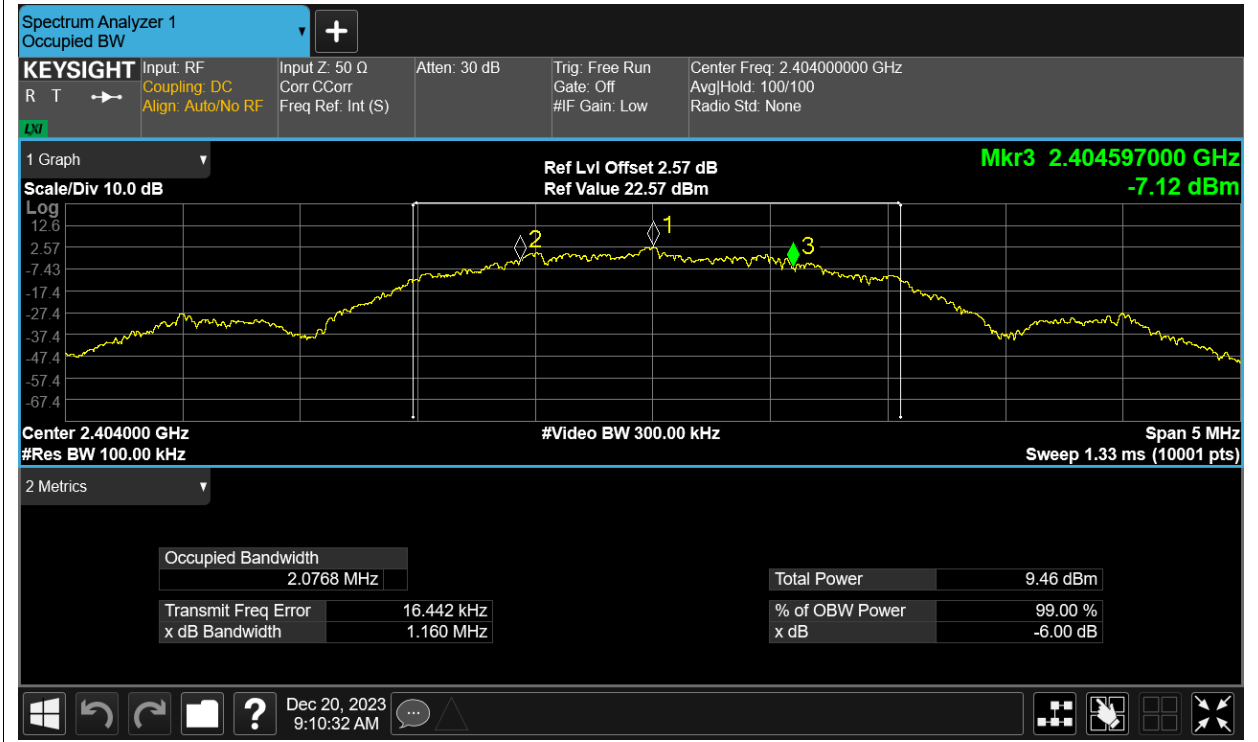 Spectrum Analyzer 1
Occupied BW
KEYSIGHT
R T
LXI
Input: RF
Coupling: DC
Align: Auto/No RF
Input Z: 50 Ω
Corr CCorr
Freq Ref: Int (S)
Atten: 30 dB
Trig: Free Run
Gate: Off
#IF Gain: Low
Center Freq: 2.404000000 GHz
Avg|Hold: 100/100
Radio Std: None
1 Graph
Ref Lvl Offset 2.57 dB
Mkr3 2.404597000 GHz
Scale/Div 10.0 dB
Ref Value 22.57 dBm
-7.12 dBm
Log
12.6
2.57
-7.43
-17.4
-27.4
-37.4
-47.4
-57.4
-67.4
2
1
3
Center 2.404000 GHz
#Video BW 300.00 kHz
Span 5 MHz
#Res BW 100.00 kHz
Sweep 1.33 ms (10001 pts)
2 Metrics
Occupied Bandwidth
2.0768 MHz
Total Power 9.46 dBm
Transmit Freq Error 16.442 kHz
% of OBW Power 99.00 %
x dB Bandwidth 1.160 MHz
x dB -6.00 dB
?
Dec 20, 2023
9:10:32 AM